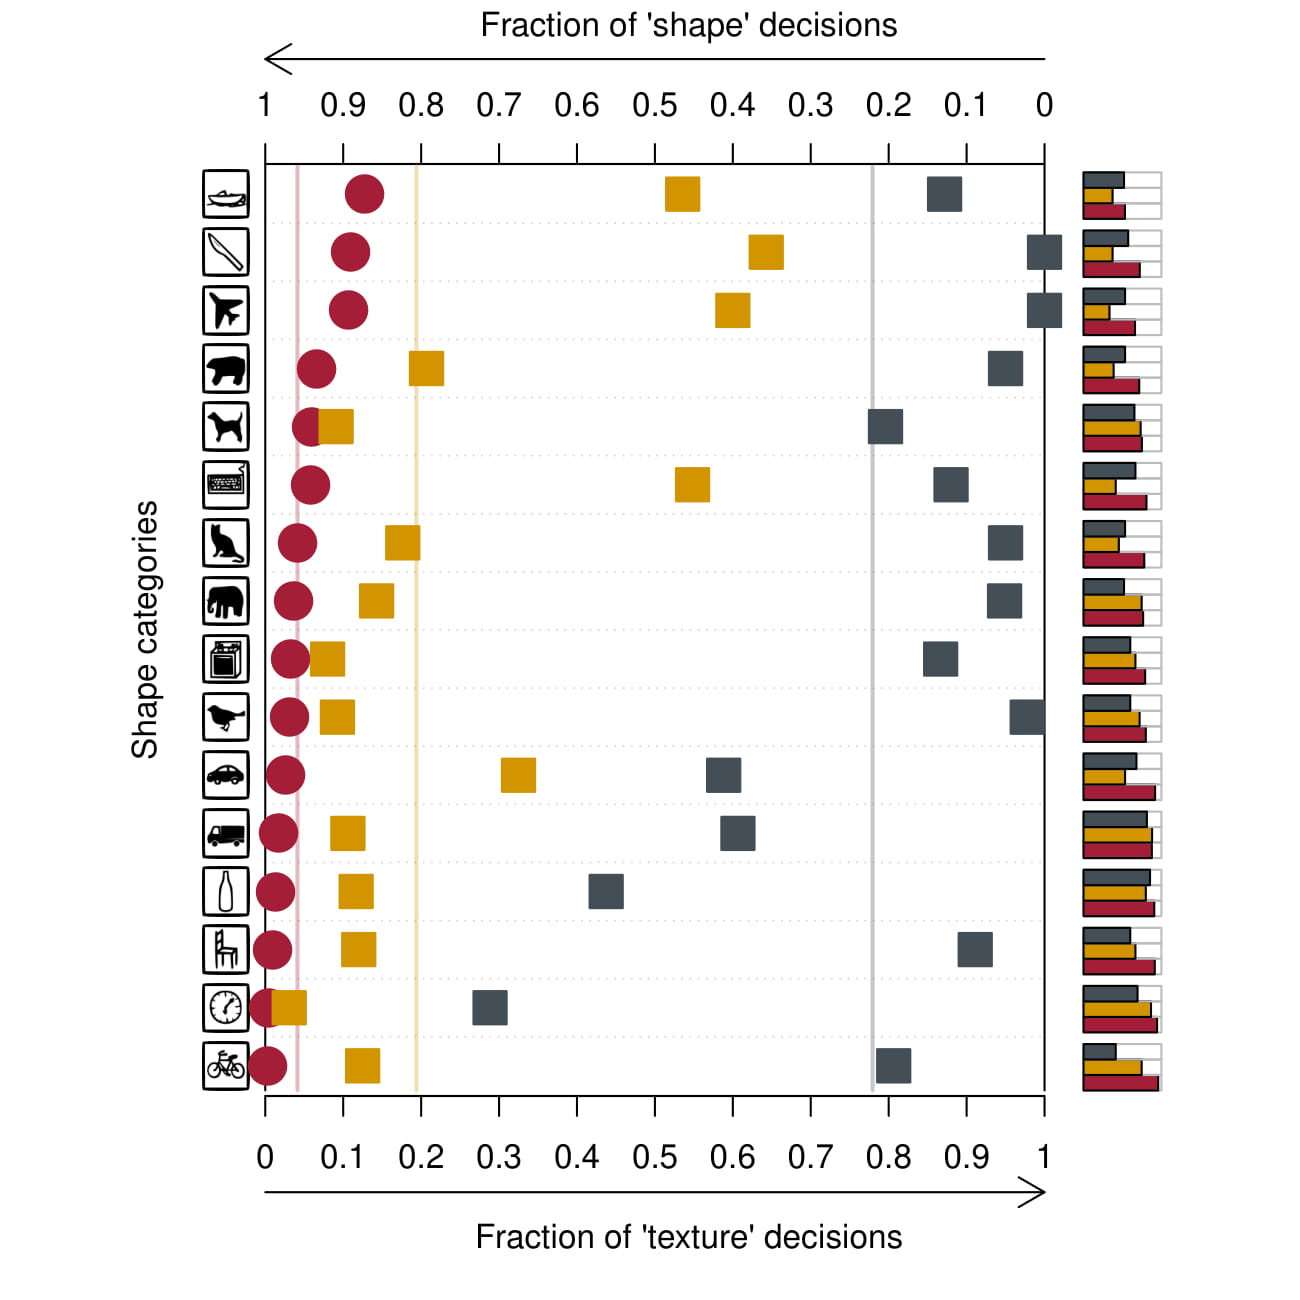 Fraction of 'shape' decisions
1 0.9 0.8 0.7 0.6 0.5 0.4 0.3 0.2 0.1 0
Shape categories
0 0.1 0.2 0.3 0.4 0.5 0.6 0.7 0.8 0.9 1
Fraction of 'texture' decisions